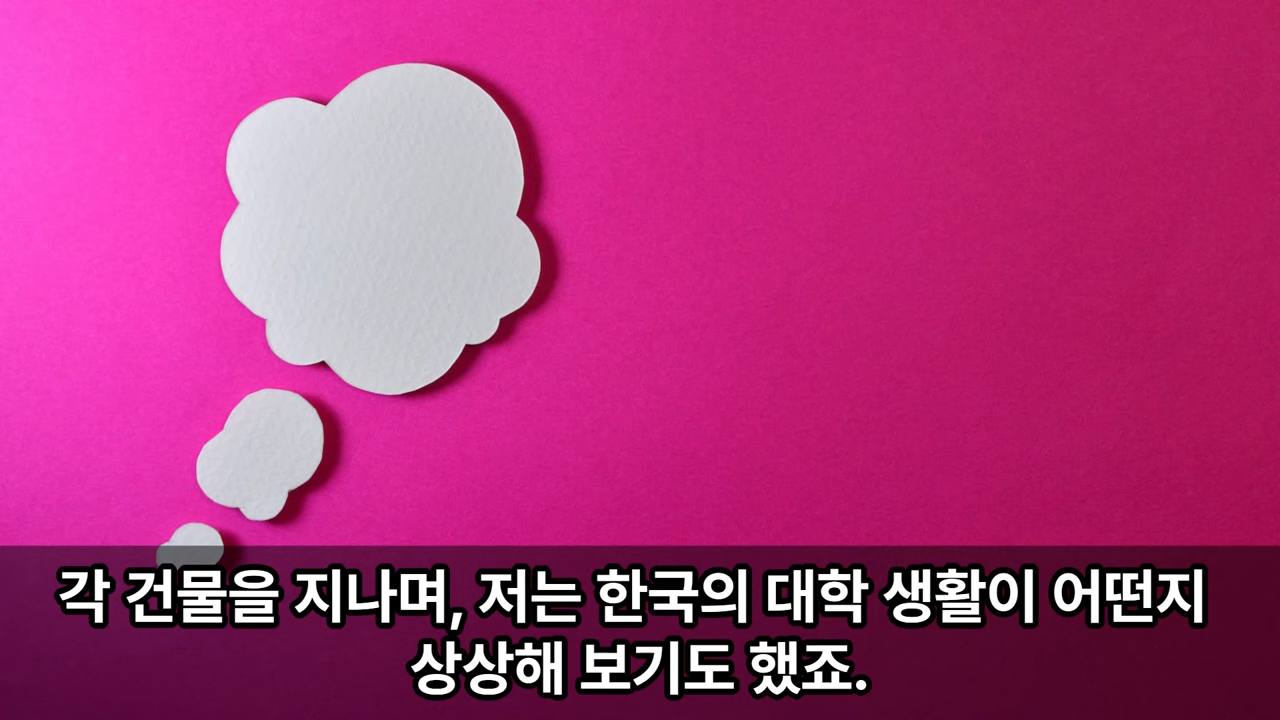 각 건물을 지나며, 저는 한국의 대학 생활이 어떤지
상상해 보기도 했죠.